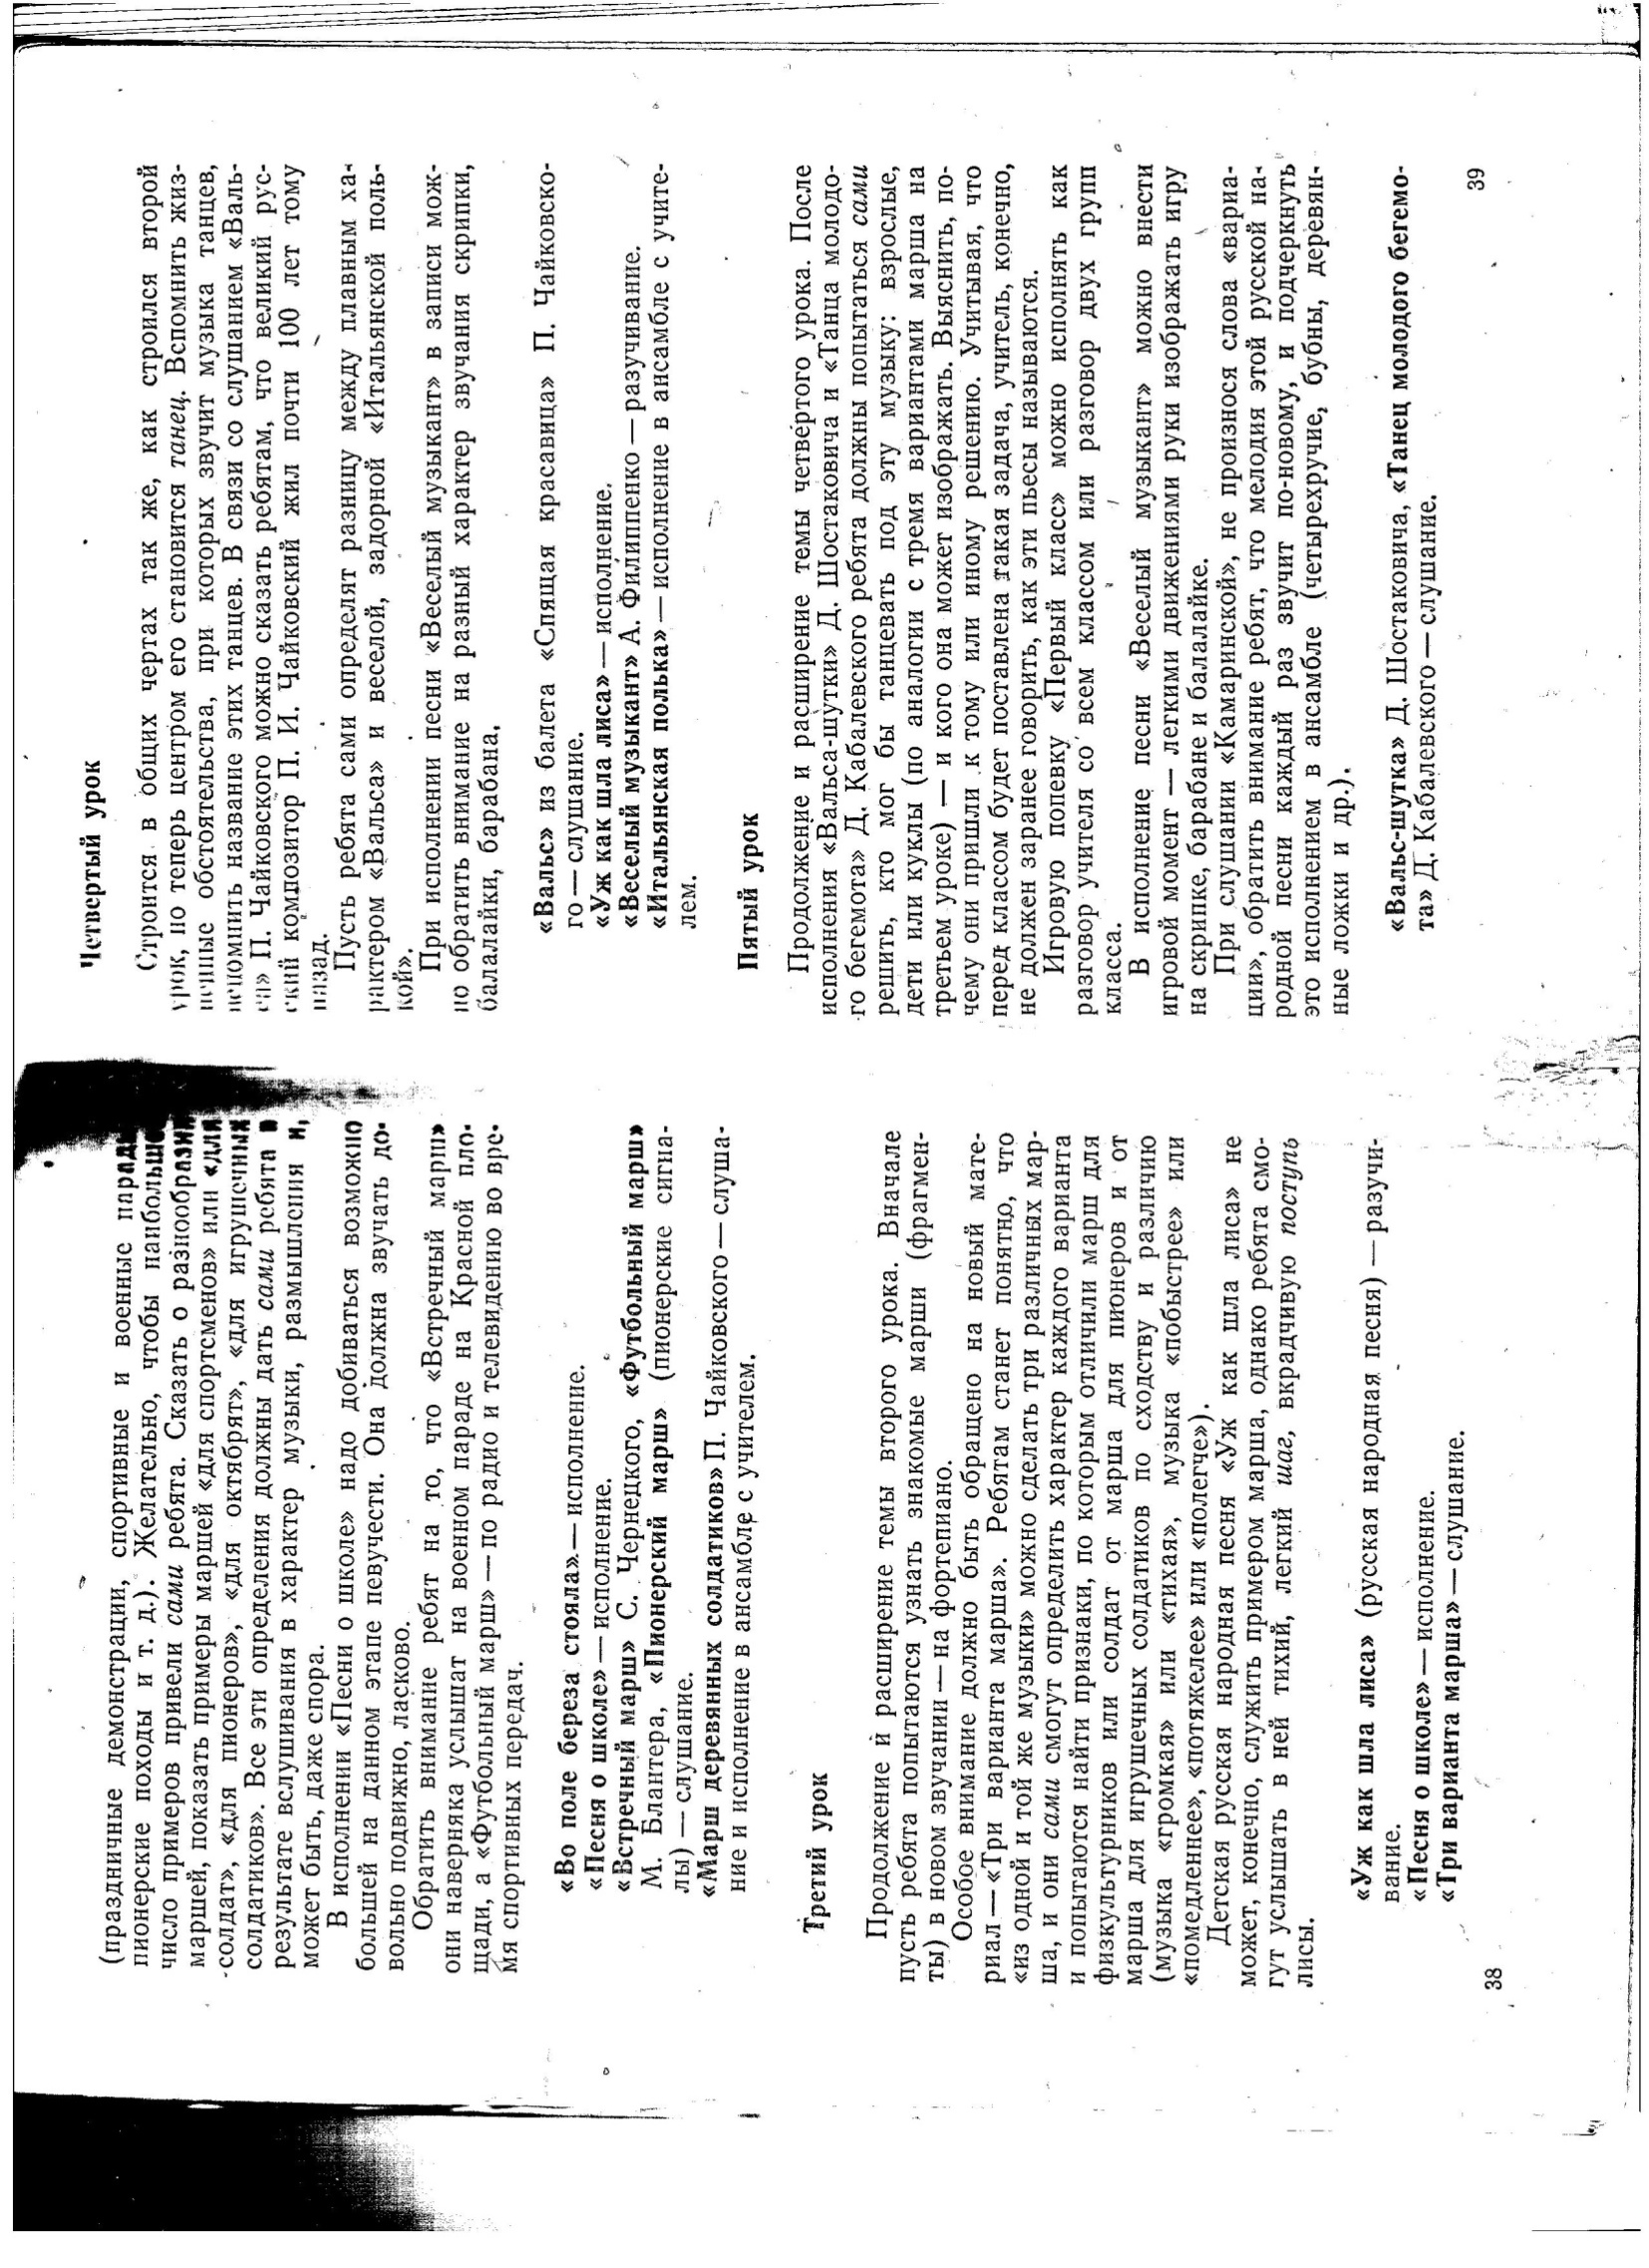 (праздничные демонстрации, спортивные и военные парады,
пионерские походы и т. д.). Желательно, чтобы наибольшее
число примеров привели сами ребята. Сказать о разнообразии
маршей, показать примеры маршей «для спортсменов» или «для
солдат», «для пионеров», «для октябрят», «для игрушечных
солдатиков». Все эти определения должны дать сами ребята в
результате вслушивания в характер музыки, размышления и,
может быть, даже спора.
В исполнении «Песни о школе» надо добиваться возможно
большей на данном этапе певучести. Она должна звучать до-
вольно подвижно, ласково.
Обратить внимание ребят на то, что «Встречный марш»
они наверняка услышат на военном параде на Красной пло-
щади, а «Футбольный марш» — по радио и телевидению во вре-
мя спортивных передач.
«Во поле береза стояла» — исполнение.
«Песня о школе» — исполнение.
«Встречный марш» С. Чернецкого, «Футбольный марш»
М. Блантера, «Пионерский марш» (пионерские сигна-
лы) — слушание.
«Марш деревянных солдатиков» П. Чайковского — слуша-
ние и исполнение в ансамбле с учителем.
Третий урок
Продолжение и расширение темы второго урока. Вначале
пусть ребята попытаются узнать знакомые марши (фрагмен-
ты) в новом звучании — на фортепиано.
Особое внимание должно быть обращено на новый мате-
риал — «Три варианта марша». Ребятам станет понятно, что
«из одной и той же музыки» можно сделать три различных мар-
ша, и они сами смогут определить характер каждого варианта
и попытаются найти признаки, по которым отличили марш для
физкультурников или солдат от марша для пионеров и от
марша для игрушечных солдатиков по сходству и различию
(музыка «громкая» или «тихая», музыка «побыстрее» или
«помедленнее», «потяжелее» или «полегче»).
Детская русская народная песня «Уж как шла лиса» не
может, конечно, служить примером марша, однако ребята смо-
гут услышать в ней тихий, легкий шаг, вкрадчивую поступь
лисы.
«Уж как шла лиса» (русская народная песня) — разучи-
вание.
«Песня о школе» — исполнение.
«Три варианта марша» — слушание.
38
Четвертый урок
Строится в общих чертах так же, как строился второй
урок, но теперь центром его становится танец. Вспомнить жиз-
ненные обстоятельства, при которых звучит музыка танцев,
вспомнить название этих танцев. В связи со слушанием «Валь-
са» П. Чайковского можно сказать ребятам, что великий рус-
ский композитор П. И. Чайковский жил почти 100 лет тому
назад.
Пусть ребята сами определят разницу между плавным ха-
рактером «Вальса» и веселой, задорной «Итальянской поль-
кой».
При исполнении песни «Веселый музыкант» в записи мож-
но обратить внимание на разный характер звучания скрипки,
балалайки, барабана.
«Вальс» из балета «Спящая красавица» П. Чайковско-
го — слушание.
«Уж как шла лиса» — исполнение.
«Веселый музыкант» А. Филиппенко — разучивание.
«Итальянская полька» — исполнение в ансамбле с учите-
лем.
Пятый урок
Продолжение и расширение темы четвертого урока. После
исполнения «Вальса-шутки» Д. Шостаковича и «Танца молодо-
го бегемота» Д. Кабалевского ребята должны попытаться сами
решить, кто мог бы танцевать под эту музыку: взрослые,
дети или куклы (по аналогии с тремя вариантами марша на
третьем уроке) — и кого она может изображать. Выяснить, по-
чему они пришли к тому или иному решению. Учитывая, что
перед классом будет поставлена такая задача, учитель, конечно,
не должен заранее говорить, как эти пьесы называются.
Игровую попевку «Первый класс» можно исполнять как
разговор учителя со всем классом или разговор двух групп
класса.
В исполнение песни «Веселый музыкант» можно внести
игровой момент — легкими движениями руки изображать игру
на скрипке, барабане и балалайке.
При слушании «Камаринской», не произнося слова «вариа-
ции», обратить внимание ребят, что мелодия этой русской на-
родной песни каждый раз звучит по-новому, и подчеркнуть
это исполнением в ансамбле (четырехручие, бубны, деревян-
ные ложки и др.).
«Вальс-шутка» Д. Шостаковича, «Танец молодого бегемо-
та» Д. Кабалевского — слушание.
39